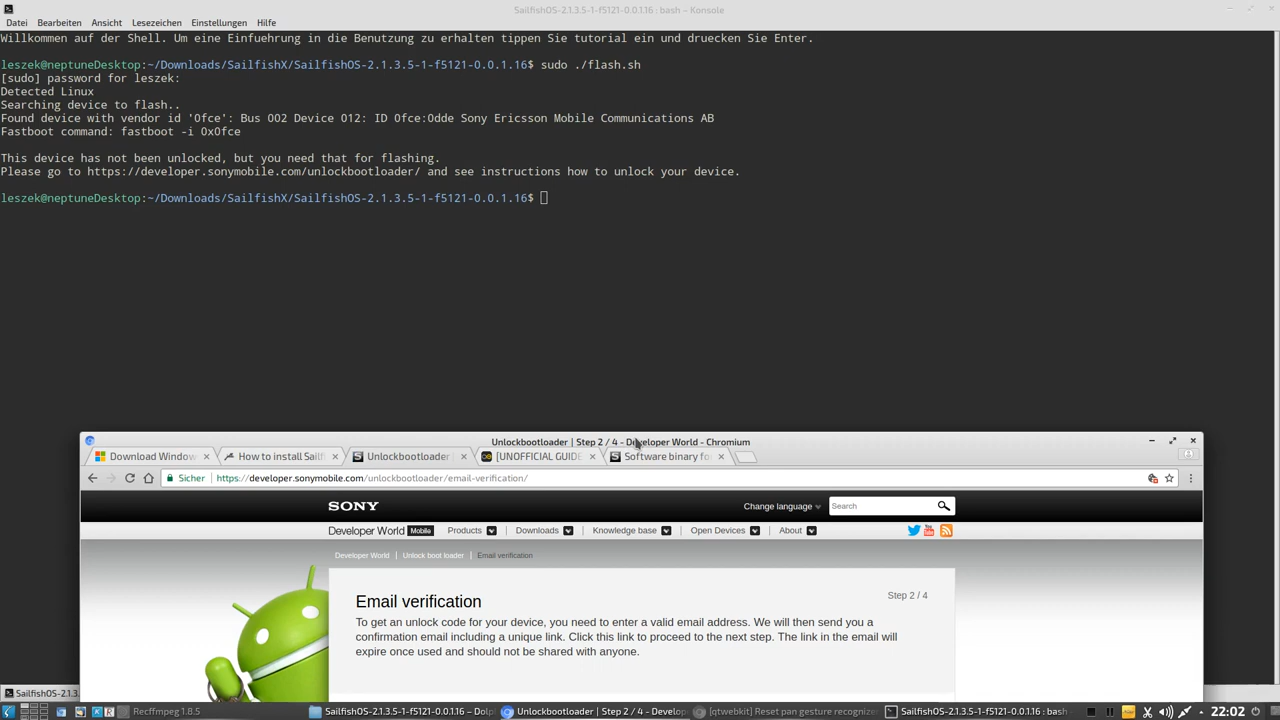 SailfishOS-2.1.3.5-1-f5121-0.0.1.16 : bash – Konsole
Datei Bearbeiten Ansicht Lesezeichen Einstellungen Hilfe
Willkommen auf der Shell. Um eine Einfuehrung in die Benutzung zu erhalten tippen Sie tutorial ein und druecken Sie Enter.
leszek@neptuneDesktop:~/Downloads/SailfishX/SailfishOS-2.1.3.5-1-f5121-0.0.1.16$ sudo ./flash.sh
[sudo] password for leszek:
Detected Linux
Searching device to flash..
Found device with vendor id '0fce': Bus 002 Device 012: ID 0fce:0dde Sony Ericsson Mobile Communications AB
Fastboot command: fastboot -i 0x0fce
This device has not been unlocked, but you need that for flashing.
Please go to https://developer.sonymobile.com/unlockbootloader/ and see instructions how to unlock your device.
leszek@neptuneDesktop:~/Downloads/SailfishX/SailfishOS-2.1.3.5-1-f5121-0.0.1.16$
Unlockbootloader | Step 2 / 4 - Developer World - Chromium
Download Window How to install Sailf Unlockbootloader [UNOFFICIAL GUIDE Software binary fo
Sicher https://developer.sonymobile.com/unlockbootloader/email-verification/
SONY Change language Search
Developer World Mobile Products Downloads Knowledge base Open Devices About
Developer World Unlock boot loader Email verification
Email verification Step 2 / 4
To get an unlock code for your device, you need to enter a valid email address. We will then send you a
confirmation email including a unique link. Click this link to proceed to the next step. The link in the email will
expire once used and should not be shared with anyone.
SailfishOS-2.1.3
Recffmpeg 1.8.5 SailfishOS-2.1.3.5-1-f5121-0.0.1.16 – Dolp Unlockbootloader | Step 2 / 4 - Develop [qtwebkit] Reset pan gesture recognize SailfishOS-2.1.3.5-1-f5121-0.0.1.16 : bash 22:02